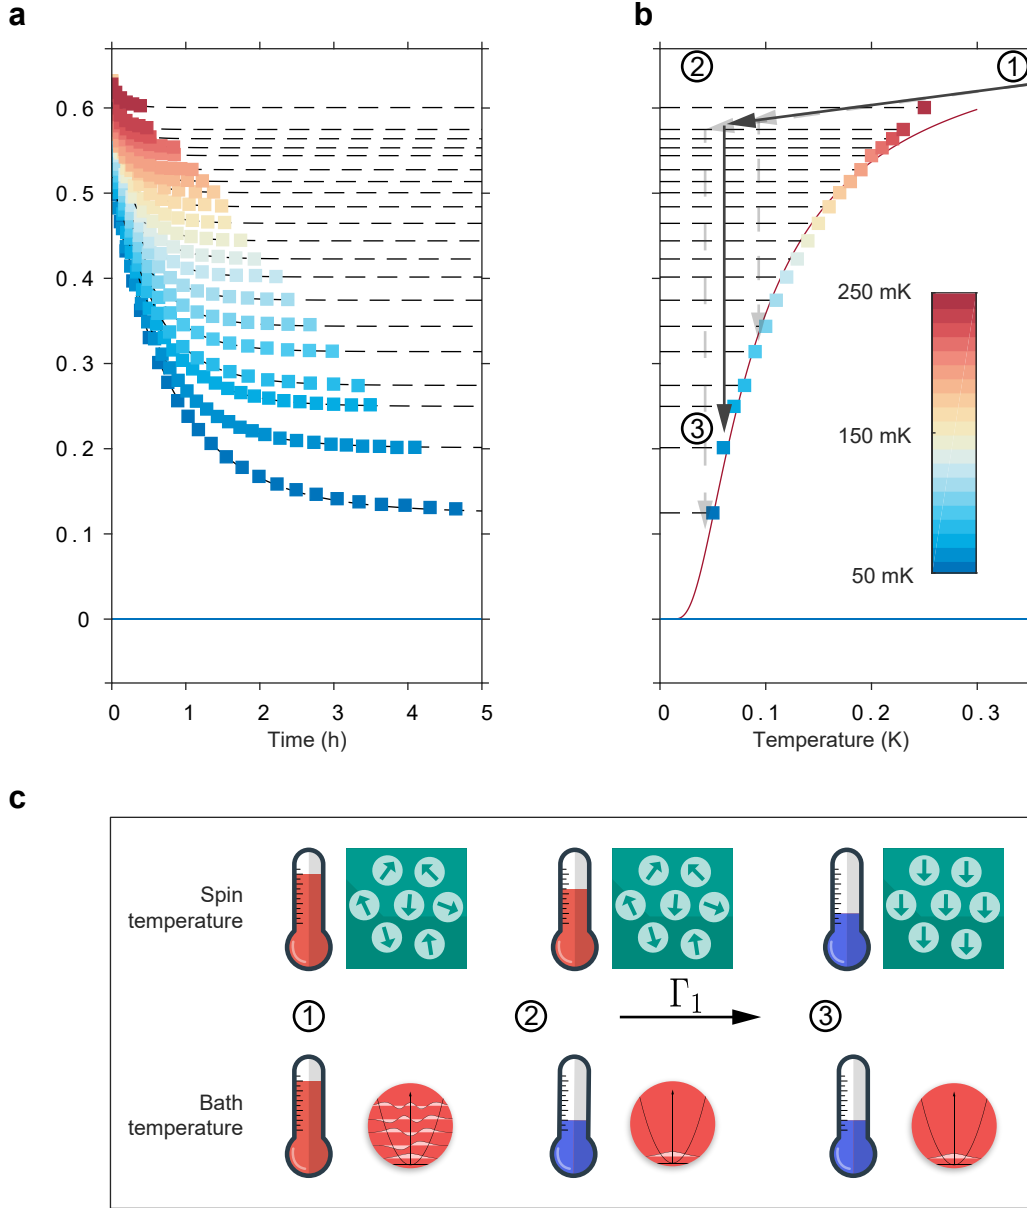 a
b
②
①
0.6
0.5
0.4
0.3
0.2
0.1
0
250 mK
150 mK
50 mK
③
0 1 2 3 4 5
0 0.1 0.2 0.3
Time (h)
Temperature (K)
c
Spin
temperature
① ② Γ1 ③
Bath
temperature